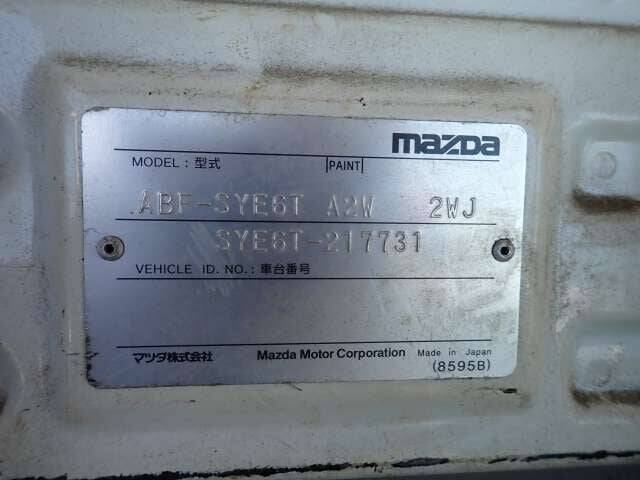 mazda
MODEL : 型式 PAINT
ABF-SYE6T A2W 2WJ
SYE6T-217731
VEHICLE ID. NO. : 車台番号
マツダ株式会社 Mazda Motor Corporation Made in Japan
(8595B)